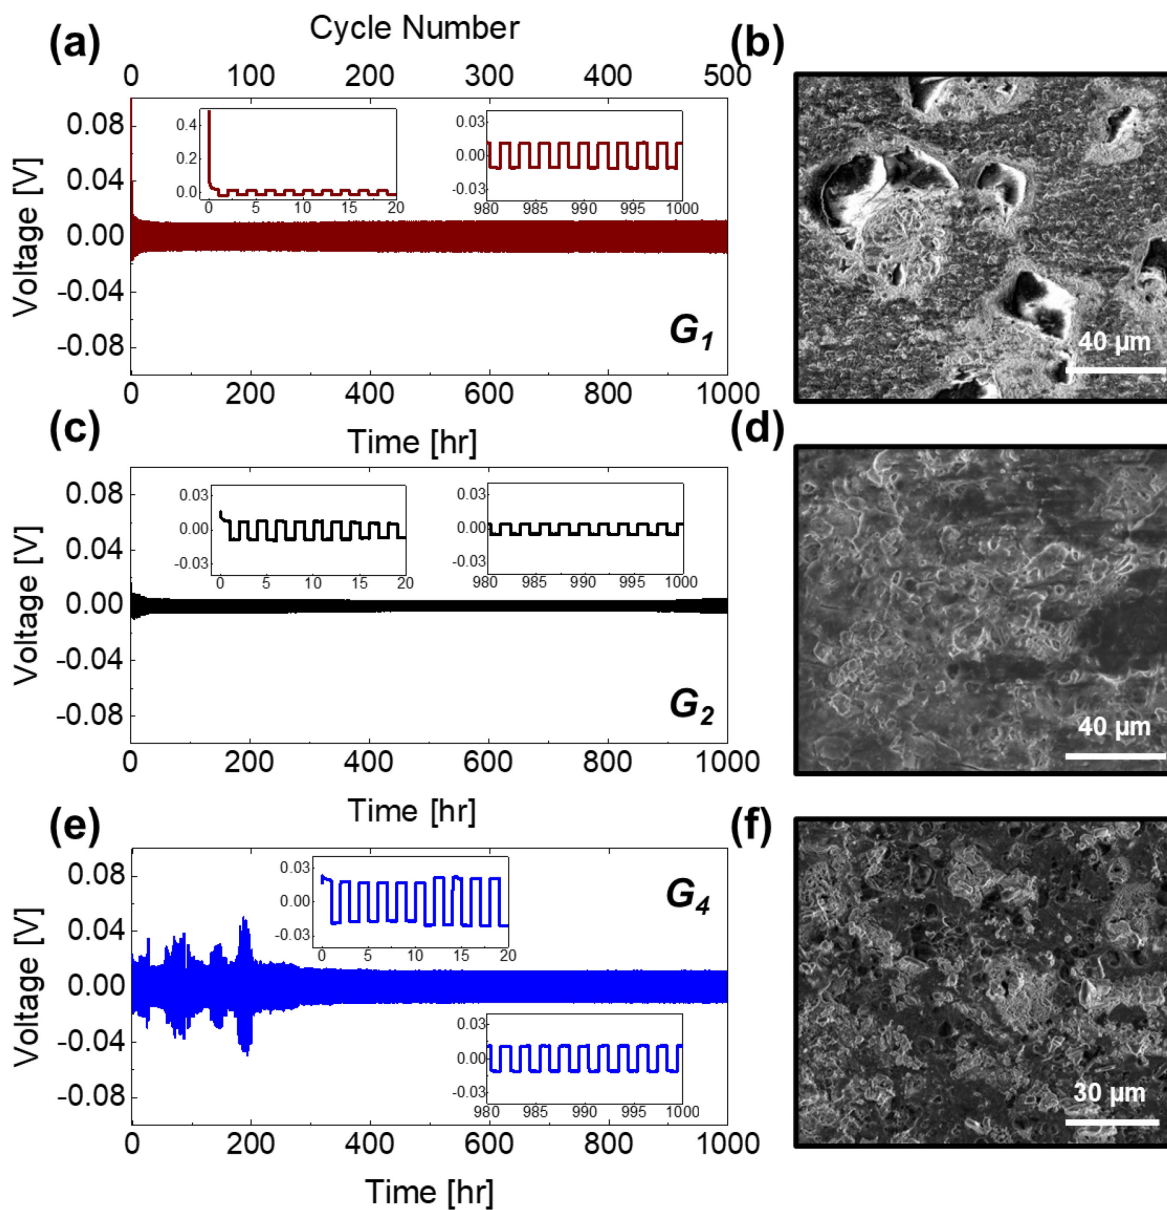 (a)
Cycle Number
(b)
0 100 200 300 400 500
0.08
0.04
0.00
-0.04
-0.08
Voltage [V]
0.4
0.2
0.0
0 5 10 15 20
0.03
0.00
-0.03
980 985 990 995 1000
G1
0 200 400 600 800 1000
Time [hr]
40 µm
(c)
(d)
0.08
0.04
0.00
-0.04
-0.08
Voltage [V]
0.03
0.00
-0.03
0 5 10 15 20
0.03
0.00
-0.03
980 985 990 995 1000
G2
0 200 400 600 800 1000
Time [hr]
40 µm
(e)
(f)
0.08
0.04
0.00
-0.04
-0.08
Voltage [V]
0.03
0.00
-0.03
0 5 10 15 20
G4
0.03
0.00
-0.03
980 985 990 995 1000
0 200 400 600 800 1000
Time [hr]
30 µm